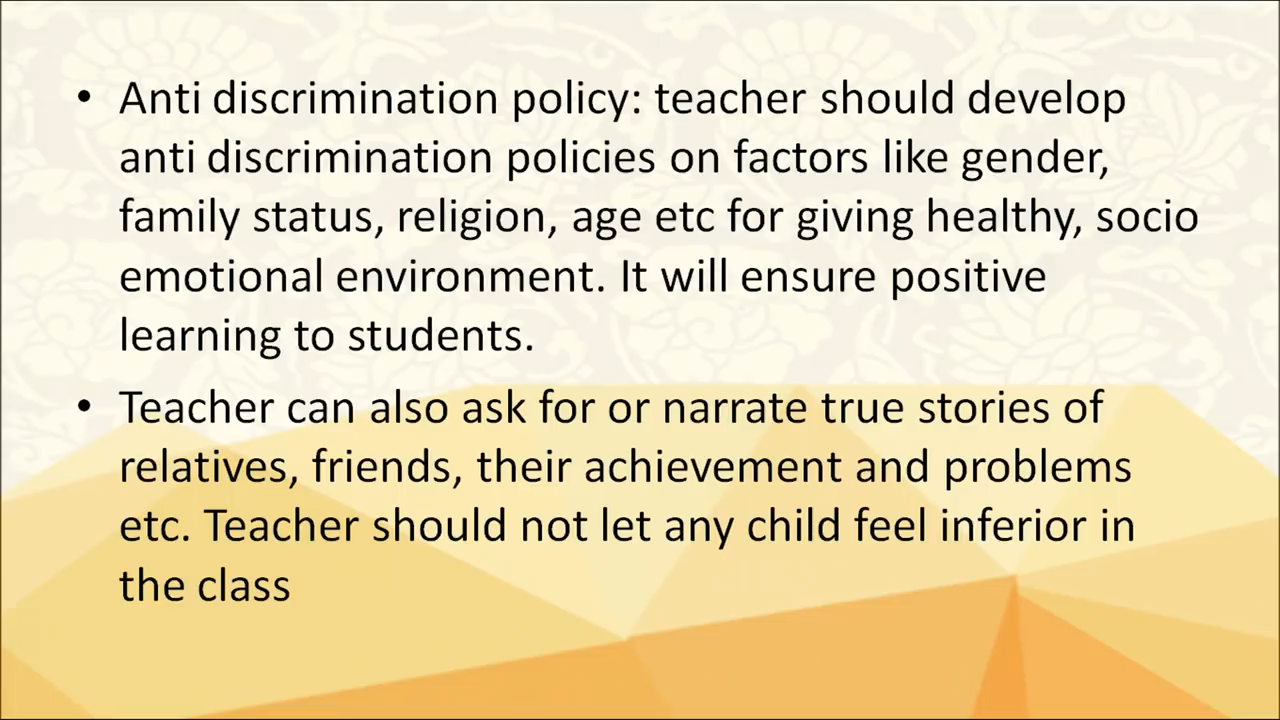 • Anti discrimination policy: teacher should develop
anti discrimination policies on factors like gender,
family status, religion, age etc for giving healthy, socio
emotional environment. It will ensure positive
learning to students.
• Teacher can also ask for or narrate true stories of
relatives, friends, their achievement and problems
etc. Teacher should not let any child feel inferior in
the class